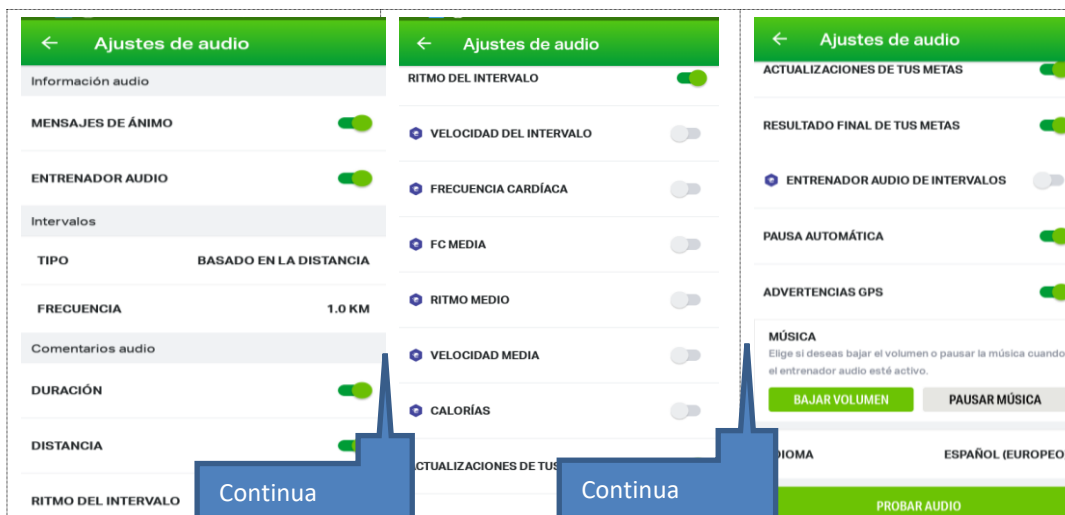 Ajustes de audio
Información audio
MENSAJES DE ÁNIMO
ENTRENADOR AUDIO
Intervalos
TIPO BASADO EN LA DISTANCIA
FRECUENCIA 1.0 KM
Comentarios audio
DURACIÓN
DISTANCIA
RITMO DEL INTERVALO
Continua
Ajustes de audio
RITMO DEL INTERVALO
VELOCIDAD DEL INTERVALO
FRECUENCIA CARDÍACA
FC MEDIA
RITMO MEDIO
VELOCIDAD MEDIA
CALORÍAS
CTUALIZACIONES DE TUS
Continua
Ajustes de audio
ACTUALIZACIONES DE TUS METAS
RESULTADO FINAL DE TUS METAS
ENTRENADOR AUDIO DE INTERVALOS
PAUSA AUTOMÁTICA
ADVERTENCIAS GPS
MÚSICA
Elige si deseas bajar el volumen o pausar la música cuando
el entrenador audio esté activo.
BAJAR VOLUMEN PAUSAR MÚSICA
DIOMA ESPAÑOL (EUROPEO)
PROBAR AUDIO